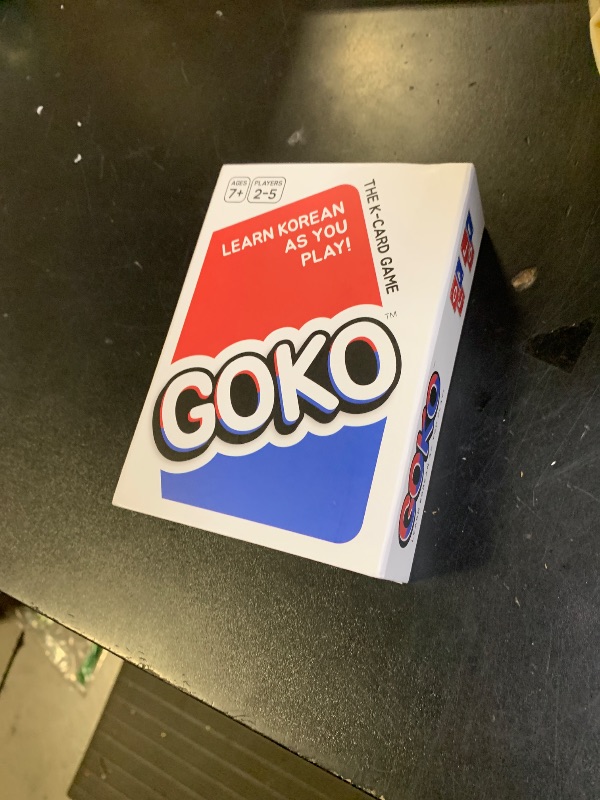 AGES
7+
PLAYERS
2-5
THE K-CARD GAME
LEARN KOREAN
AS YOU
PLAY!
GOKO
TM
GOKO